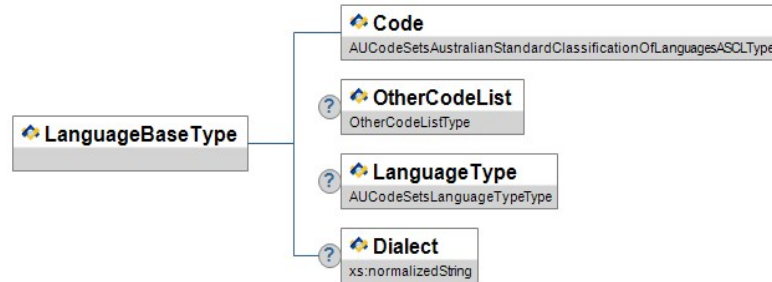 Code
AUCodeSetsAustralianStandardClassificationOfLanguagesASCLType
?
OtherCodeList
OtherCodeListType
LanguageBaseType
?
LanguageType
AUCodeSetsLanguageTypeType
?
Dialect
xs:normalizedString